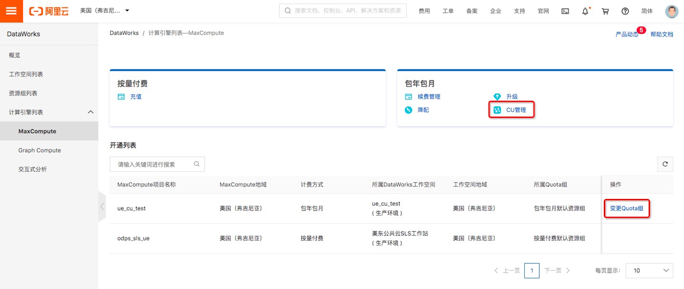 阿里云
美国（弗吉尼...
搜索文档、控制台、API、解决方案和资源
费用
工单
备案
企业
支持
官网
简体
DataWorks
概览
工作空间列表
资源组列表
计算引擎列表
MaxCompute
Graph Compute
交互式分析
DataWorks / 计算引擎列表—MaxCompute
产品动态
5
帮助文档
按量付费
充值
包年包月
续费管理
升级
降配
CU管理
开通列表
请输入关键词进行搜索
MaxCompute项目名称
MaxCompute地域
计费方式
所属DataWorks工作空间
工作空间地域
所属Quota组
操作
ue_cu_test
美国（弗吉尼亚）
包年包月
ue_cu_test
（生产环境）
美国（弗吉尼亚）
包年包月默认资源组
变更Quota组
odps_sls_ue
美国（弗吉尼亚）
按量付费
美东公共云SLS工作站
（生产环境）
美国（弗吉尼亚）
按量付费默认资源组
上一页
1
下一页
每页显示：
10